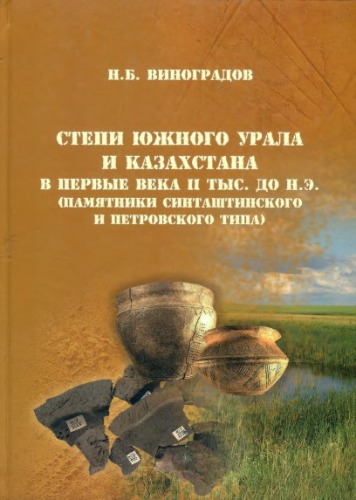 Н.Б. ВИНОГРАДОВ
СТЕПИ ЮЖНОГО УРАЛА
И КАЗАХСТАНА
В ПЕРВЫЕ ВЕКА II ТЫС. ДО Н.Э.
(ПАМЯТНИКИ СИНТАШТИНСКОГО
И ПЕТРОВСКОГО ТИПА)